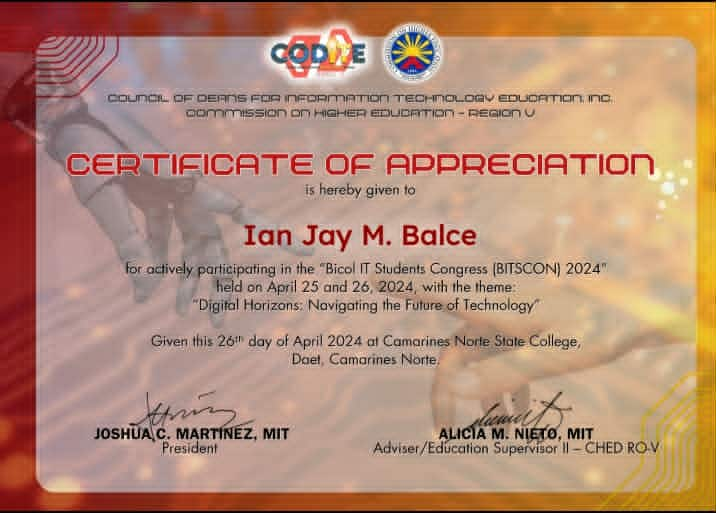 CODITE
COUNCIL OF DEANS FOR INFORMATION TECHNOLOGY EDUCATION, INC.
COMMISSION ON HIGHER EDUCATION - REGION V
CERTIFICATE OF APPRECIATION
is hereby given to
Ian Jay M. Balce
for actively participating in the "Bicol IT Students Congress (BITSCON) 2024"
held on April 25 and 26, 2024, with the theme:
"Digital Horizons: Navigating the Future of Technology"
Given this 26th day of April 2024 at Camarines Norte State College,
Daet, Camarines Norte.
JOSHUA C. MARTINEZ, MIT
President
ALICIA M. NIETO, MIT
Adviser/Education Supervisor II – CHED RO-V